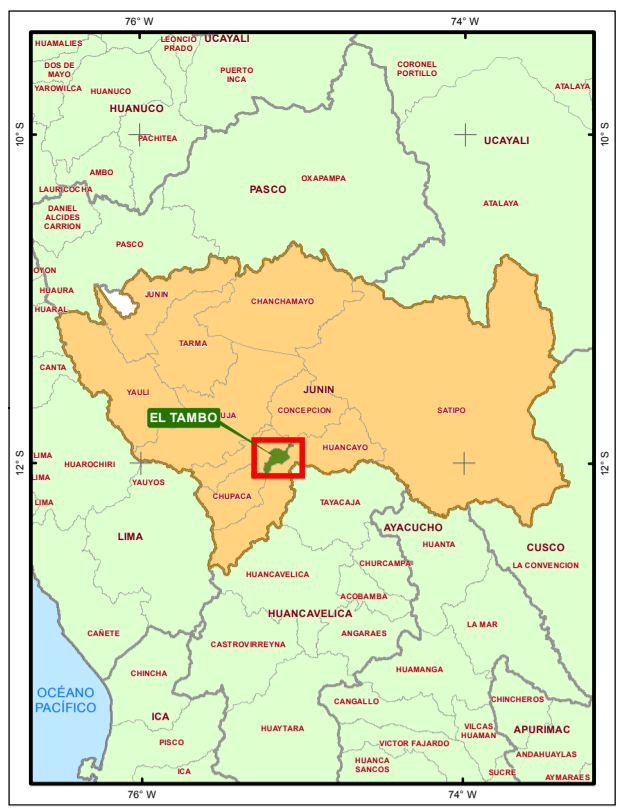 76° W
74° W
HUAMALIES
LEONCIO
PRADO
UCAYALI
DOS DE
MAYO
PUERTO
INCA
CORONEL
PORTILLO
YAROWILCA
HUANUCO
ATALAYA
HUANUCO
10° S
PACHITEA
UCAYALI
10° S
AMBO
OXAPAMPA
LAURICOCHA
PASCO
ATALAYA
DANIEL
ALCIDES
CARRION
PASCO
OYON
HUAURA
JUNIN
CHANCHAMAYO
HUARAL
TARMA
CANTA
YAULI
JUNIN
EL TAMBO
UJA
CONCEPCION
SATIPO
HUANCAYO
LIMA
HUAROCHIRI
12° S
12° S
LIMA
YAUYOS
CHUPACA
LIMA
TAYACAJA
LIMA
AYACUCHO
HUANTA
CUSCO
CHURCAMPA
LA CONVENCION
HUANCAVELICA
ACOBAMBA
HUANCAVELICA
LA MAR
CAÑETE
ANGARAES
CASTROVIRREYNA
CHINCHA
HUAMANGA
OCÉANO
PACÍFICO
CANGALLO
CHINCHEROS
ICA
HUAYTARA
VILCAS
HUAMAN
APURIMAC
PISCO
VICTOR FAJARDO
ANDAHUAYLAS
HUANCA
SANCOS
ICA
SUCRE
AYMARAES
76° W
74° W